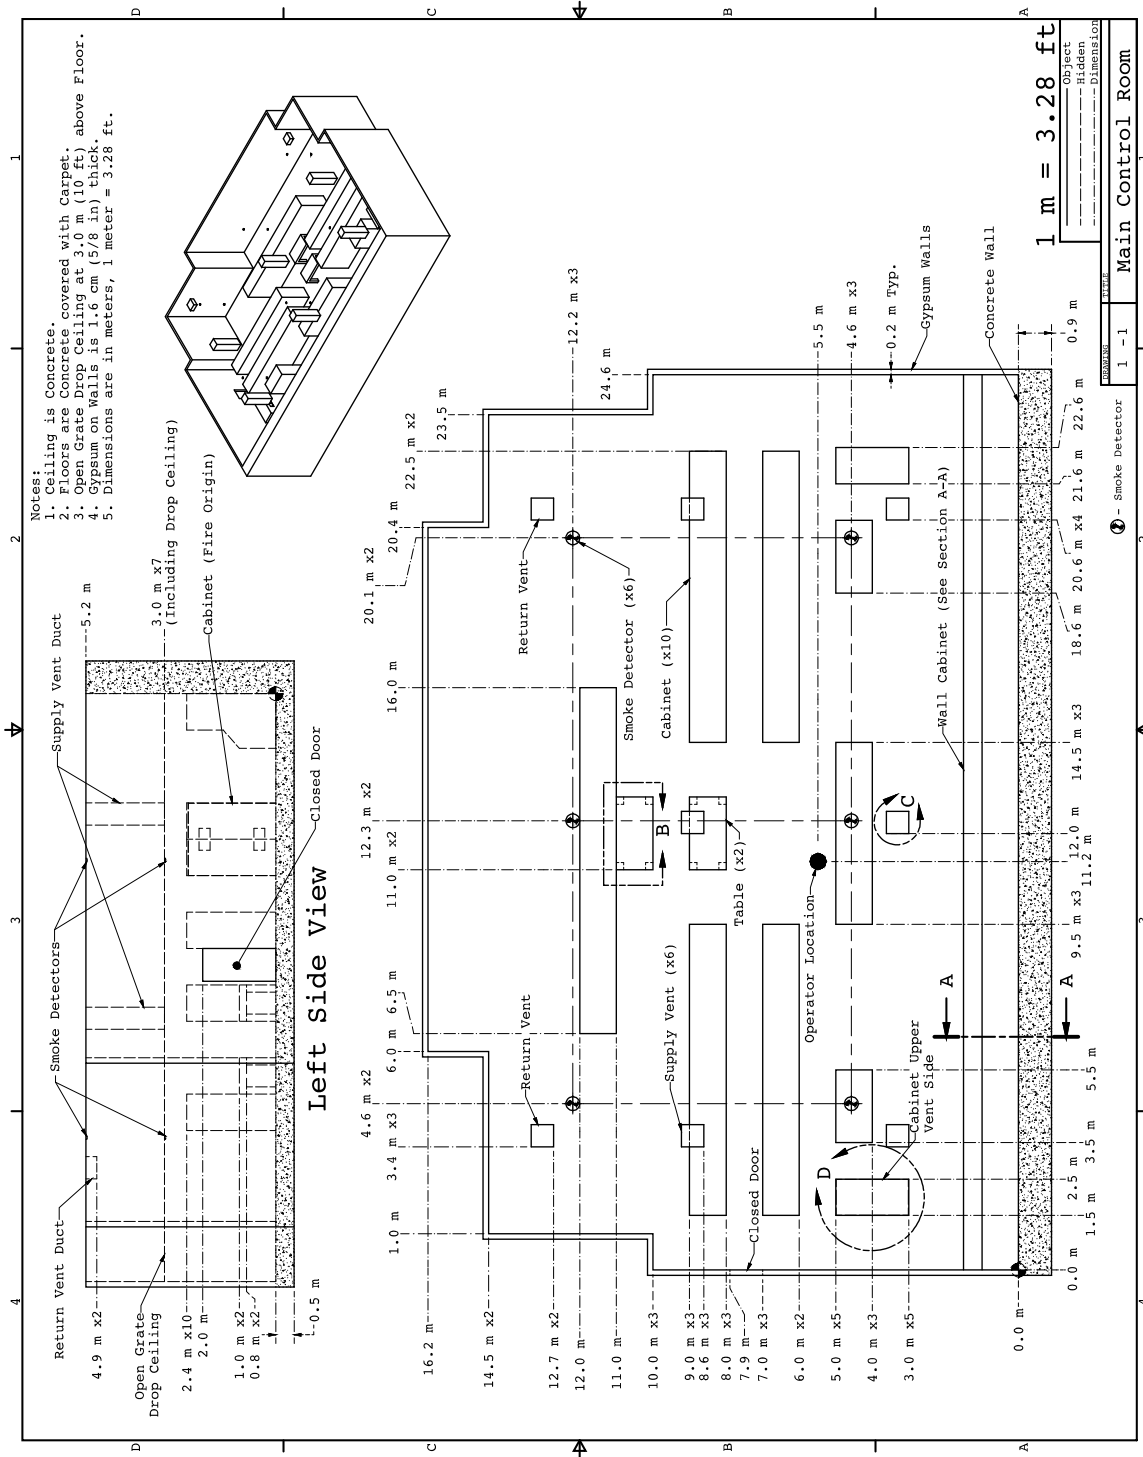 Notes:
1. Ceiling is Concrete.
2. Floors are Concrete covered with Carpet.
3. Open Grate Drop Ceiling at 3.0 m (10 ft) above Floor.
4. Gypsum on Walls is 1.6 cm (5/8 in) thick.
5. Dimensions are in meters, 1 meter = 3.28 ft.
Return Vent Duct
Smoke Detectors
Supply Vent Duct
5.2 m
4.9 m x2
3.0 m x7
(Including Drop Ceiling)
Open Grate
Drop Ceiling
Cabinet (Fire Origin)
2.4 m x10
2.0 m
1.0 m x2
0.8 m x2
0.5 m
Closed Door
Left Side View
1.0 m
3.4 m x3
4.6 m x2
6.0 m
6.5 m
11.0 m x2
12.3 m x2
16.0 m
20.1 m x2
20.4 m
22.5 m x2
23.5 m
24.6 m
16.2 m
14.5 m x2
12.7 m x2
12.0 m
11.0 m
10.0 m x3
9.0 m x3
8.6 m x3
8.0 m x3
7.9 m
7.0 m x3
6.0 m x2
5.0 m x5
4.0 m x3
3.0 m x5
0.0 m
12.2 m x3
5.5 m
4.6 m x3
0.2 m Typ.
Gypsum Walls
Concrete Wall
0.9 m
Return Vent
Return Vent
Smoke Detector (x6)
Cabinet (x10)
B
Table (x2)
Supply Vent (x6)
Operator Location
Closed Door
D
Cabinet Upper
Vent Side
C
Wall Cabinet (See Section A-A)
A
A
0.0 m
1.5 m
2.5 m
3.5 m
5.5 m
9.5 m x3
11.2 m
12.0 m
14.5 m x3
18.6 m
20.6 m x4
21.6 m
22.6 m
- Smoke Detector
1 m = 3.28 ft
Object
Hidden
Dimension
DRAWING
1 -1
TITLE
Main Control Room
4
3
2
1
4
3
2
1
D
C
B
A
D
C
B
A